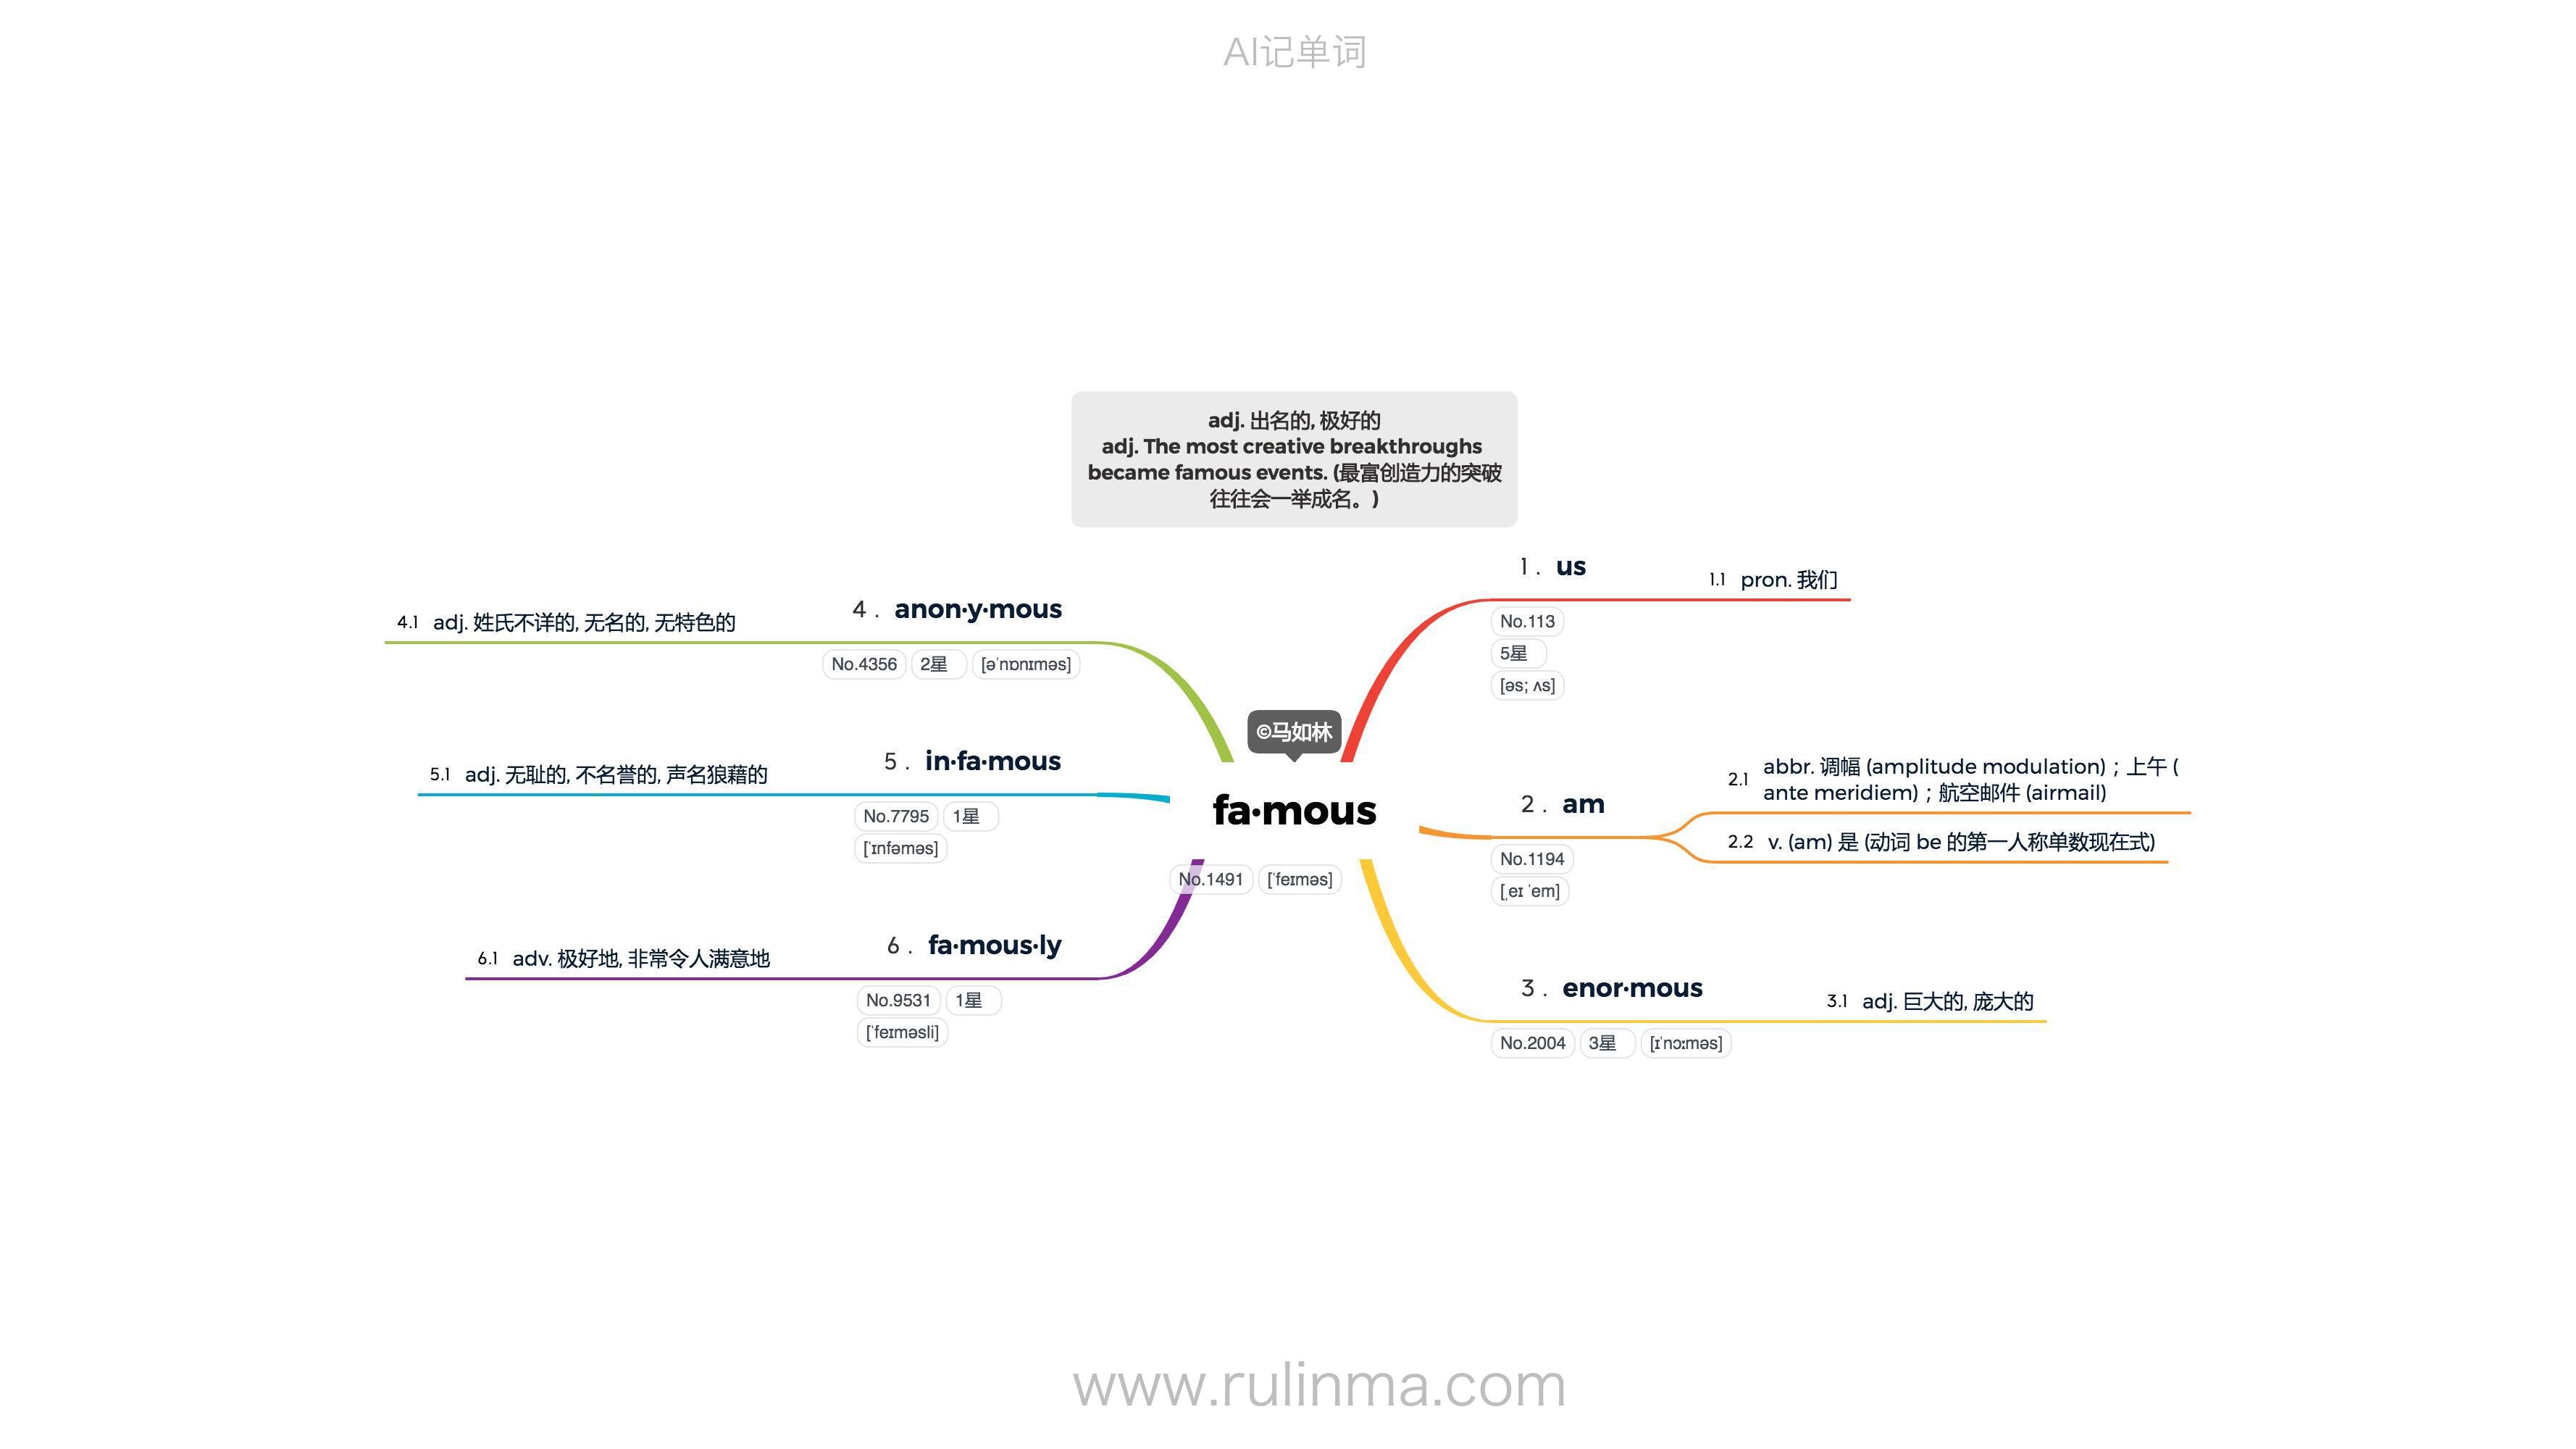 AI记单词
adj. 出名的, 极好的
adj. The most creative breakthroughs
became famous events. (最富创造力的突破
往往会一举成名。)
©马如林
fa·mous
No.1491 [ˈfeɪməs]
1 . us
No.113
5星
[əs; ʌs]
1.1 pron. 我们
2 . am
No.1194
[ˌeɪ ˈem]
2.1 abbr. 调幅 (amplitude modulation)；上午 (
ante meridiem)；航空邮件 (airmail)
2.2 v. (am) 是 (动词 be 的第一人称单数现在式)
3 . enor·mous
No.2004 3星 [ɪˈnɔːməs]
3.1 adj. 巨大的, 庞大的
4 . anon·y·mous
No.4356 2星 [əˈnɒnɪməs]
4.1 adj. 姓氏不详的, 无名的, 无特色的
5 . in·fa·mous
No.7795 1星
[ˈɪnfəməs]
5.1 adj. 无耻的, 不名誉的, 声名狼藉的
6 . fa·mous·ly
No.9531 1星
[ˈfeɪməsli]
6.1 adv. 极好地, 非常令人满意地
www.rulinma.com